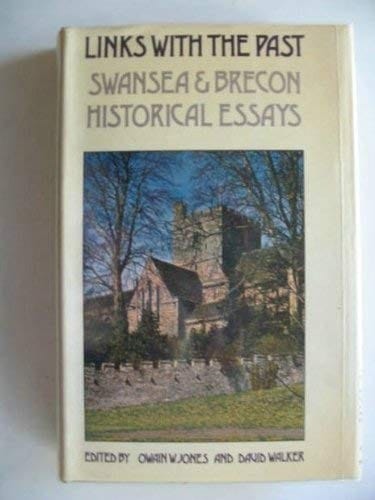 LINKS WITH THE PAST
SWANSEA & BRECON
HISTORICAL ESSAYS
EDITED BY OWAIN W. JONES AND DAVID WALKER